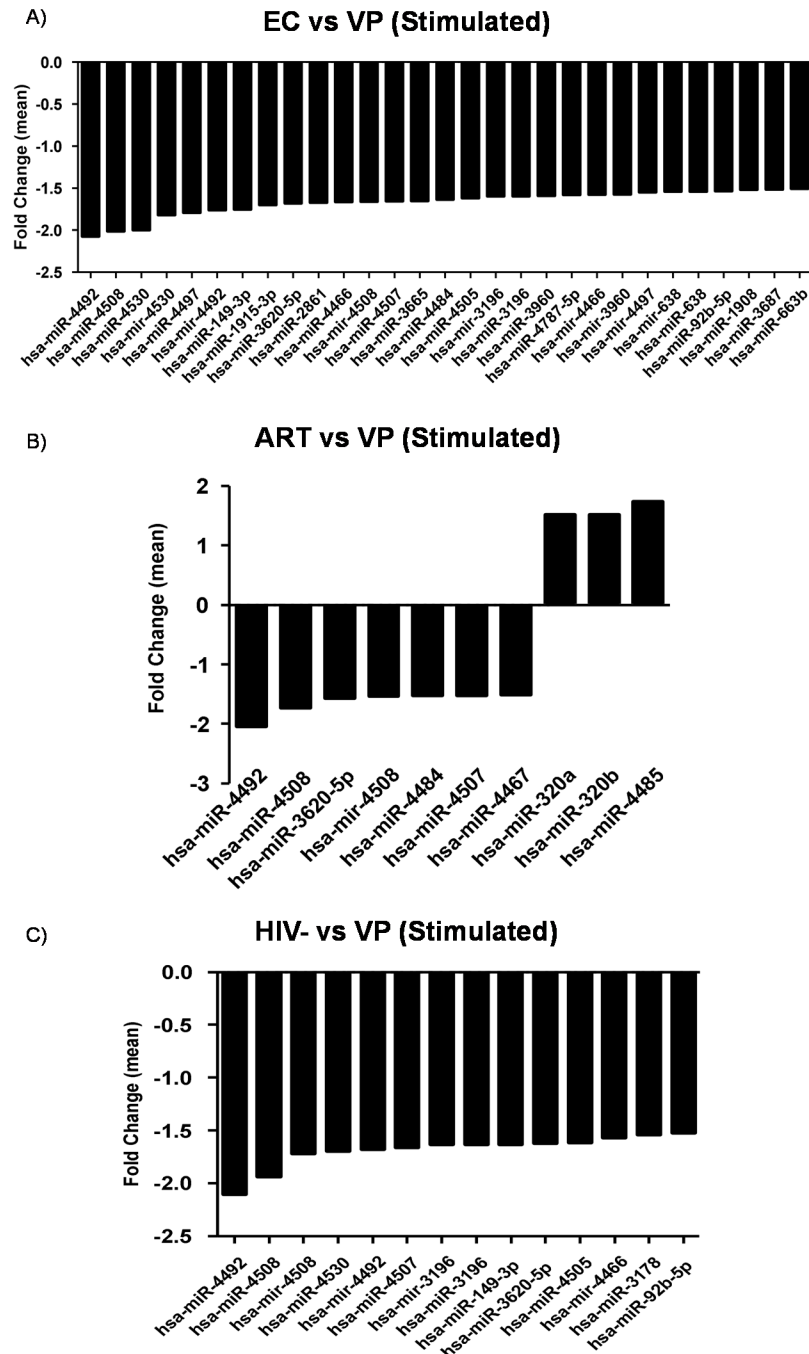 A)
EC vs VP (Stimulated)
Fold Change (mean)
0.0
-0.5
-1.0
-1.5
-2.0
-2.5
hsa-miR-4492
hsa-miR-4508
hsa-miR-4530
hsa-mir-4530
hsa-miR-4497
hsa-mir-4492
hsa-miR-149-3p
hsa-miR-1915-3p
hsa-miR-3620-5p
hsa-miR-2861
hsa-miR-4466
hsa-mir-4508
hsa-miR-4507
hsa-miR-3665
hsa-miR-4484
hsa-miR-4505
hsa-mir-3196
hsa-miR-3196
hsa-miR-3960
hsa-miR-4787-5p
hsa-mir-4466
hsa-mir-3960
hsa-mir-4497
hsa-mir-638
hsa-miR-638
hsa-miR-92b-5p
hsa-miR-1908
hsa-miR-3687
hsa-miR-663b
B)
ART vs VP (Stimulated)
Fold Change (mean)
2
1
0
-1
-2
-3
hsa-miR-4492
hsa-miR-4508
hsa-miR-3620-5p
hsa-mir-4508
hsa-miR-4484
hsa-miR-4507
hsa-miR-4467
hsa-miR-320a
hsa-miR-320b
hsa-miR-4485
C)
HIV- vs VP (Stimulated)
Fold Change (mean)
0.0
-0.5
-1.0
-1.5
-2.0
-2.5
hsa-miR-4492
hsa-miR-4508
hsa-mir-4508
hsa-miR-4530
hsa-mir-4492
hsa-miR-4507
hsa-mir-3196
hsa-miR-3196
hsa-miR-149-3p
hsa-miR-3620-5p
hsa-miR-4505
hsa-mir-4466
hsa-miR-3178
hsa-miR-92b-5p